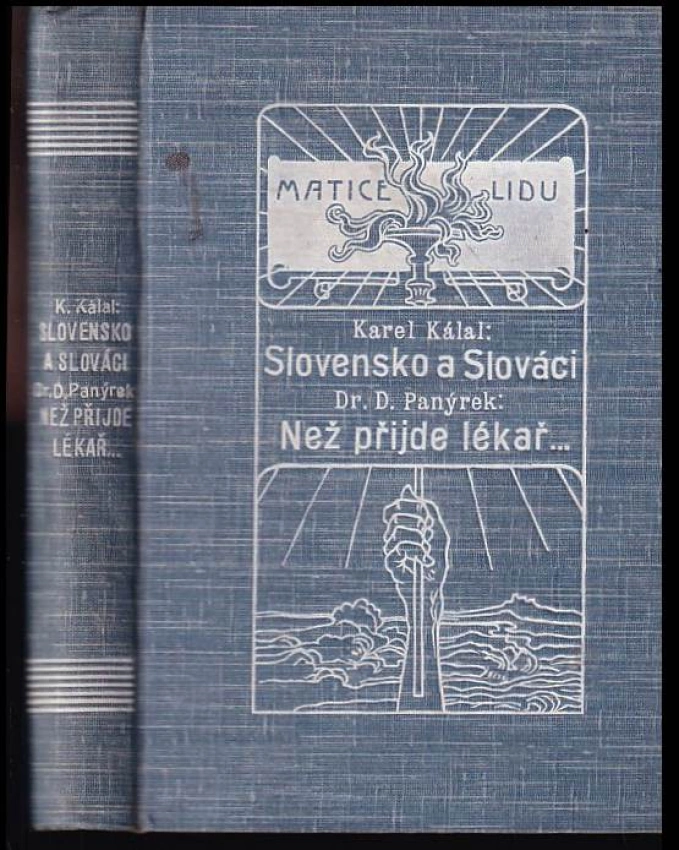 K. Kálal:
SLOVENSKO
A SLOVÁCI
Dr. D. Panýrek
NEŽ PŘIJDE
LÉKAŘ...
MATICE LIDU
Karel Kálal:
Slovensko a Slováci
Dr. D. Panýrek:
Než přijde lékař...